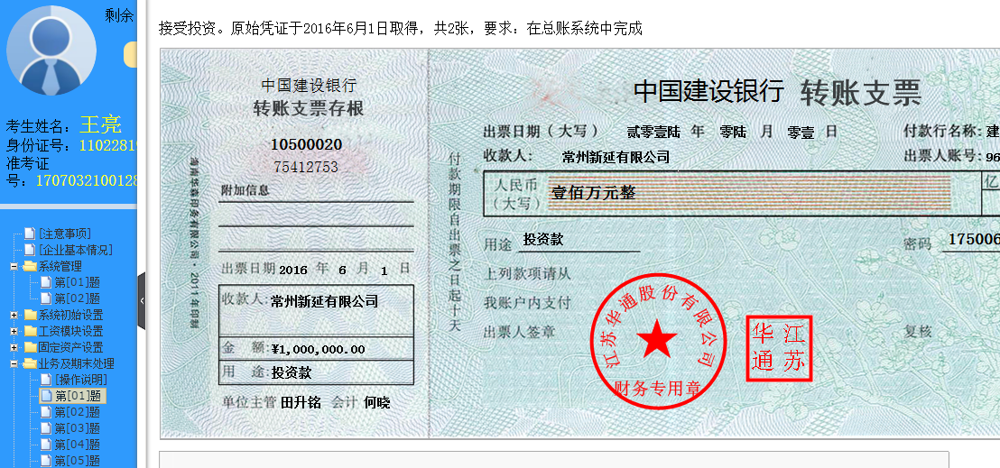 剩余
考生姓名：王亮
身份证号：11022819
准考证
号：1707032100128
[注意事项]
[企业基本情况]
系统管理
第[01]题
第[02]题
系统初始设置
工资模块设置
固定资产设置
业务及期末处理
[操作说明]
第[01]题
第[02]题
第[03]题
第[04]题
第[05]题
接受投资。原始凭证于2016年6月1日取得，共2张，要求：在总账系统中完成
中国建设银行
转账支票存根
10500020
75412753
附加信息
出票日期 2016 年 6 月 1 日
收款人: 常州新延有限公司
金 额: ¥1,000,000.00
用 途: 投资款
单位主管 田升铭 会计 何晓
海南华森印务有限公司·2011年印制
付款期限自出票之日起十天
中国建设银行 转账支票
出票日期（大写） 贰零壹陆 年 零陆 月 零壹 日 付款行名称: 建
收款人: 常州新延有限公司 出票人账号: 96
人民币
（大写） 壹佰万元整 亿
用途 投资款 密码 175006
上列款项请从
我账户内支付
出票人签章 复核
江苏华通股份有限公司
财务专用章
江苏
华通